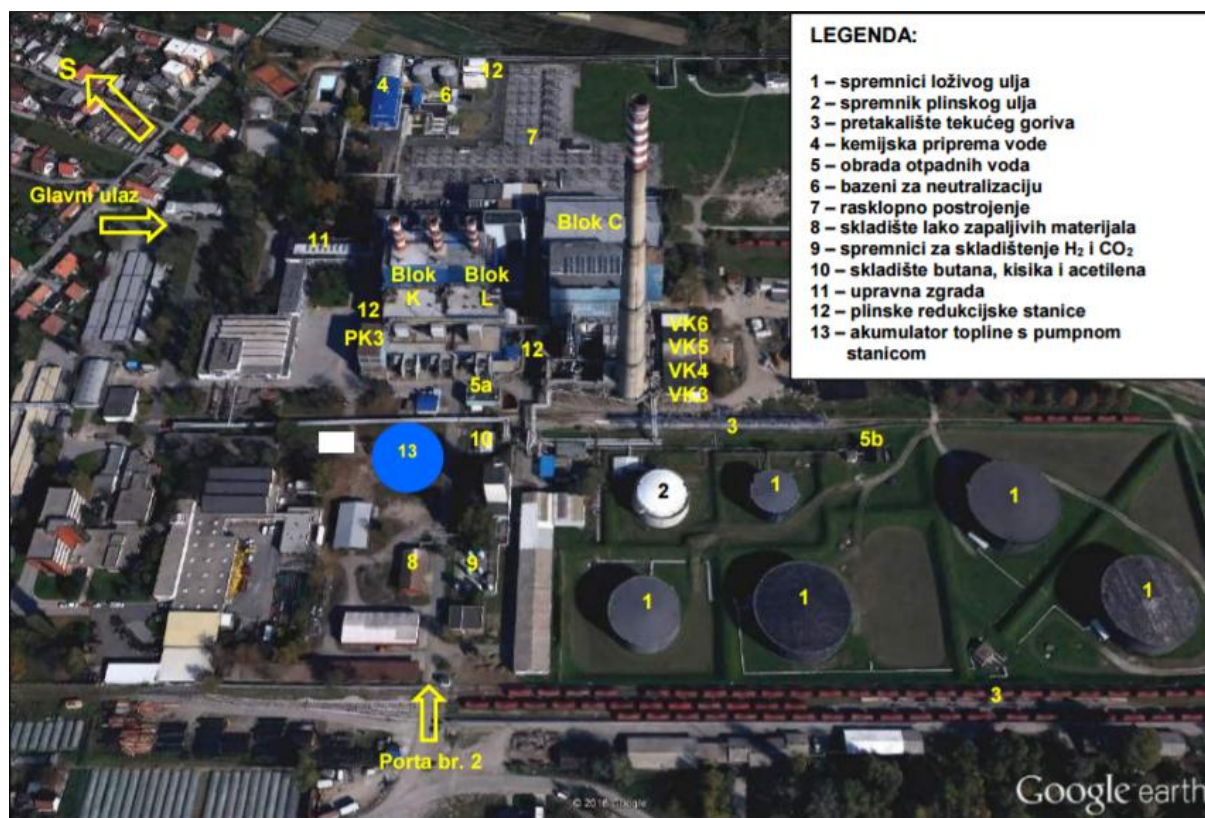 LEGENDA:
1 – spremnici loživog ulja
2 – spremnik plinskog ulja
3 – pretakalište tekućeg goriva
4 – kemijska priprema vode
5 – obrada otpadnih voda
6 – bazeni za neutralizaciju
7 – rasklopno postrojenje
8 – skladište lako zapaljivih materijala
9 – spremnici za skladištenje H₂ i CO₂
10 – skladište butana, kisika i acetilena
11 – upravna zgrada
12 – plinske redukcijske stanice
13 – akumulator topline s pumpnom
stanicom
S
4
6
12
7
Glavni ulaz
11
Blok C
Blok
K
Blok
L
12
PK3
12
VK6
VK5
VK4
VK3
5a
3
13
10
5b
2
1
1
8
9
1
1
1
3
Porta br. 2
© 2016 Google
Google earth